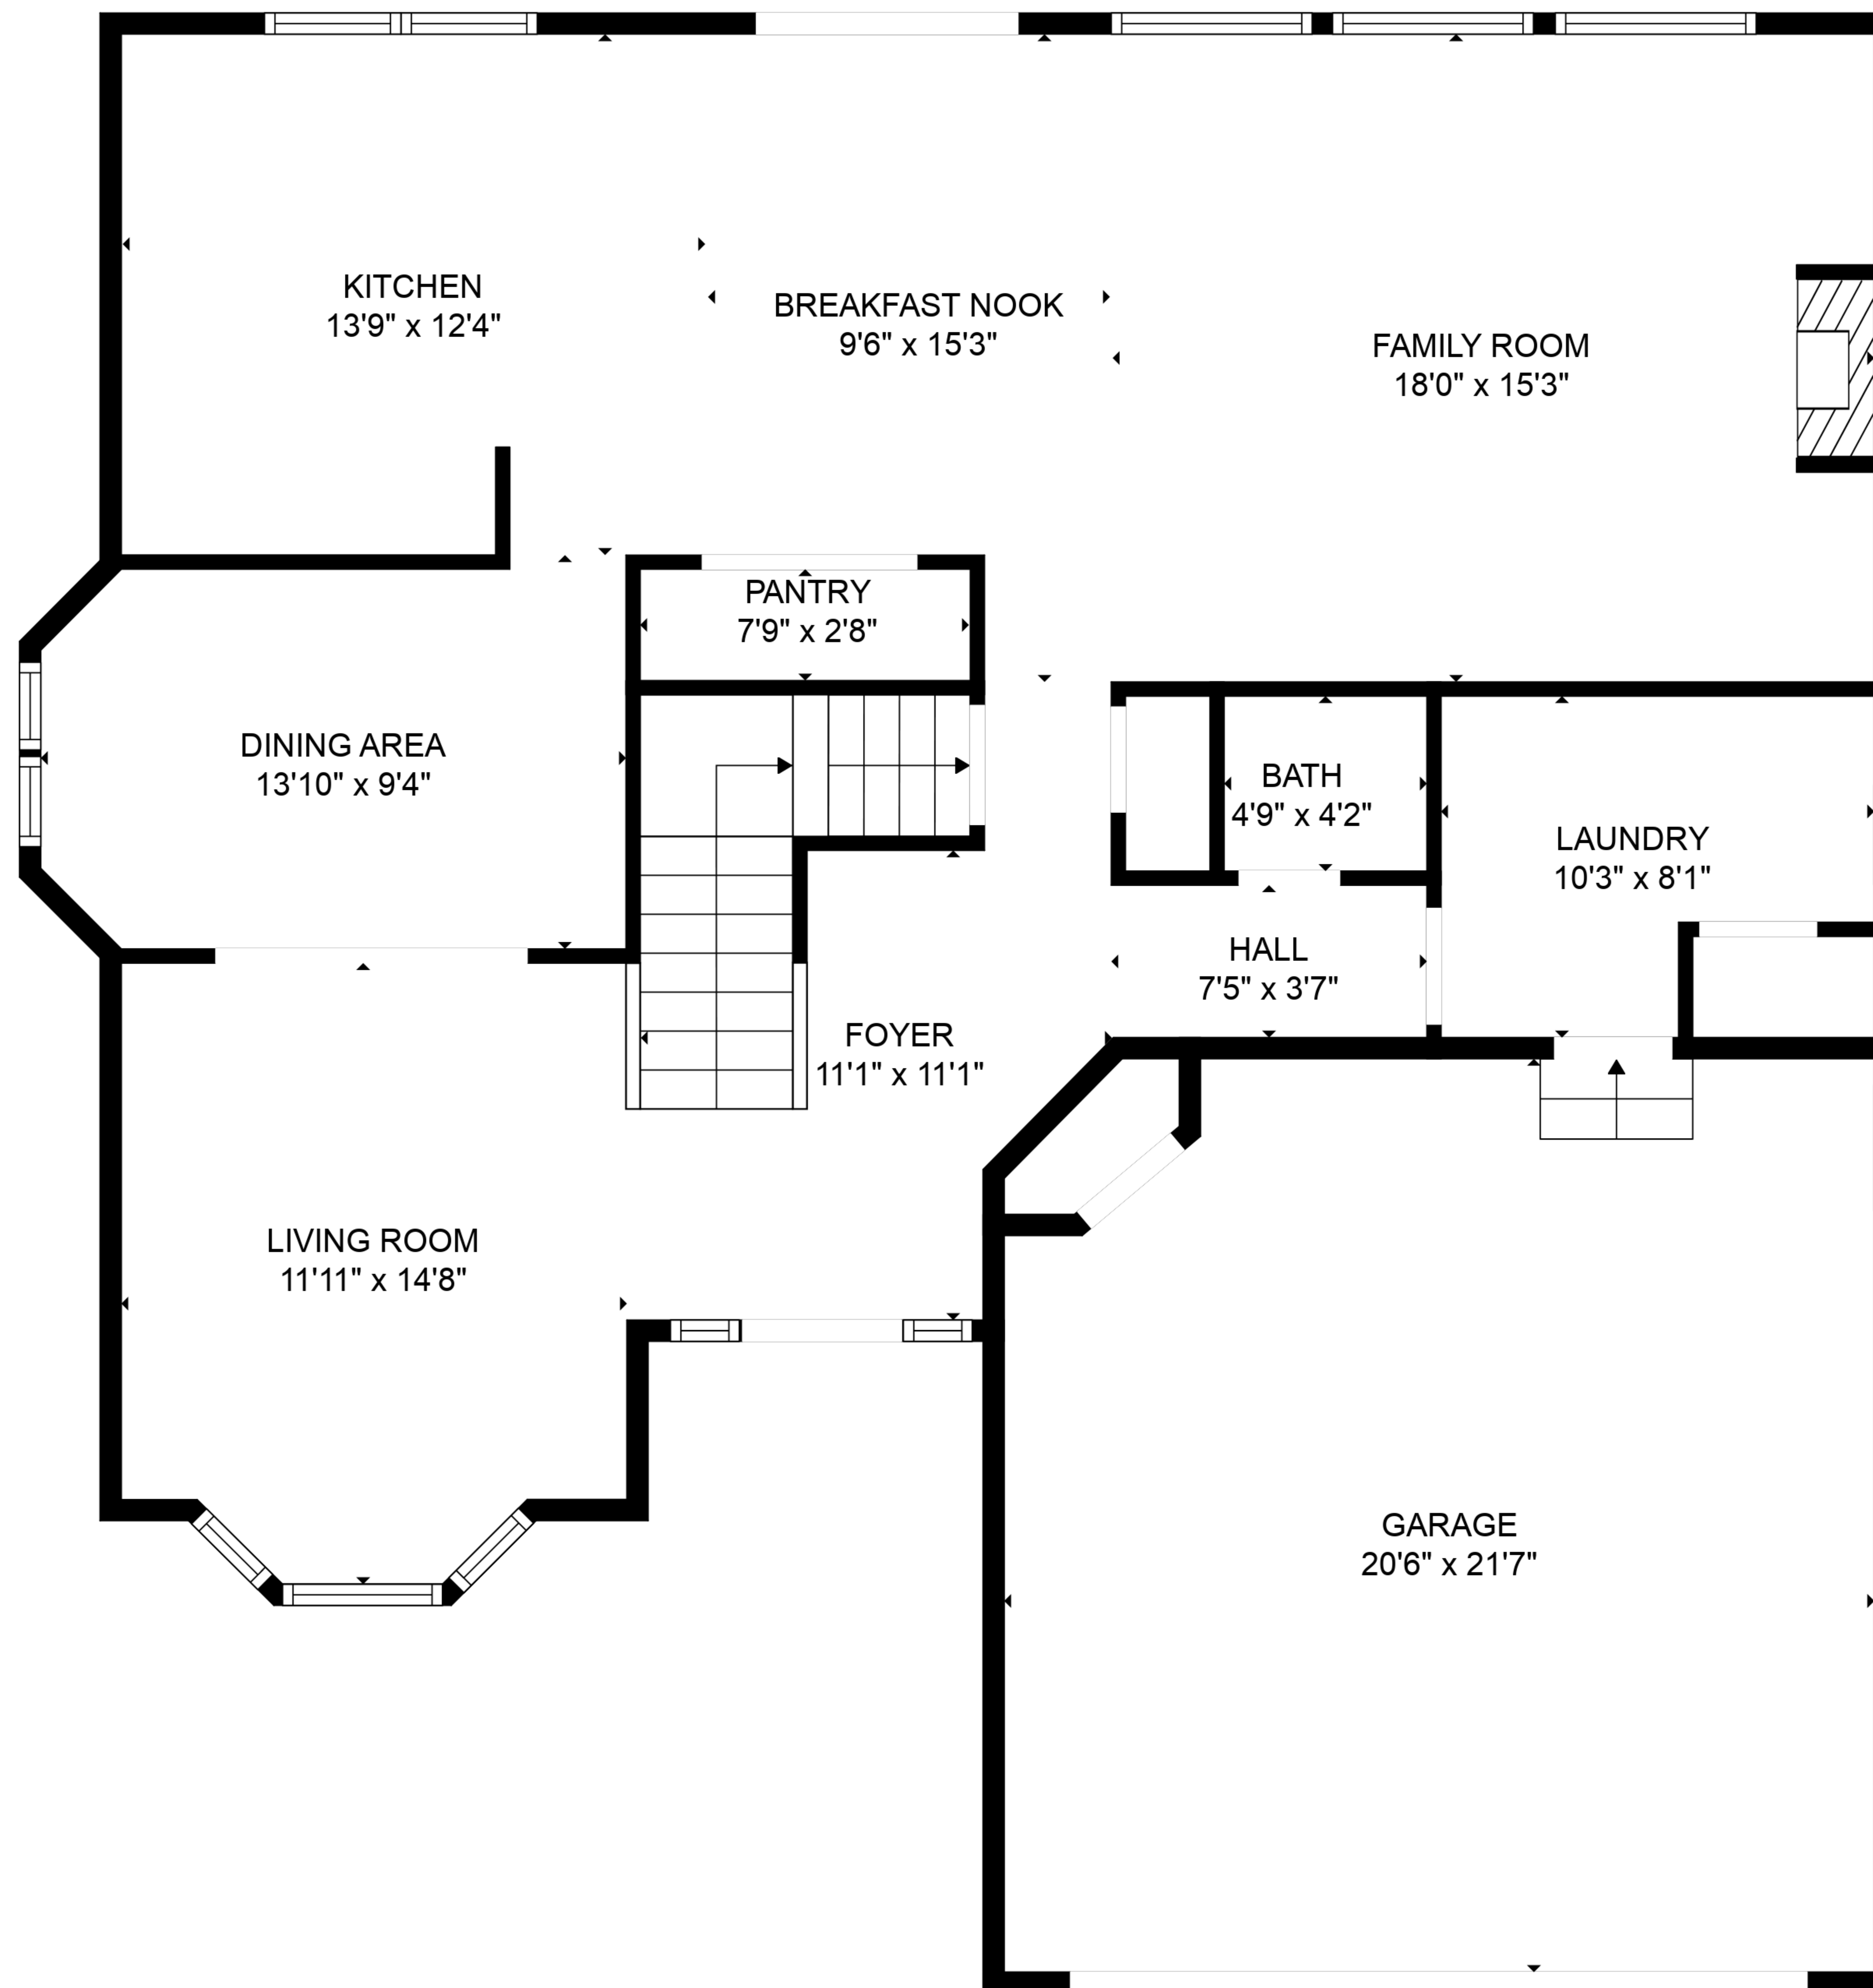 KITCHEN
13'9" x 12'4"
BREAKFAST NOOK
9'6" x 15'3"
FAMILY ROOM
18'0" x 15'3"
PANTRY
7'9" x 2'8"
DINING AREA
13'10" x 9'4"
BATH
4'9" x 4'2"
LAUNDRY
10'3" x 8'1"
HALL
7'5" x 3'7"
FOYER
11'1" x 11'1"
LIVING ROOM
11'11" x 14'8"
GARAGE
20'6" x 21'7"